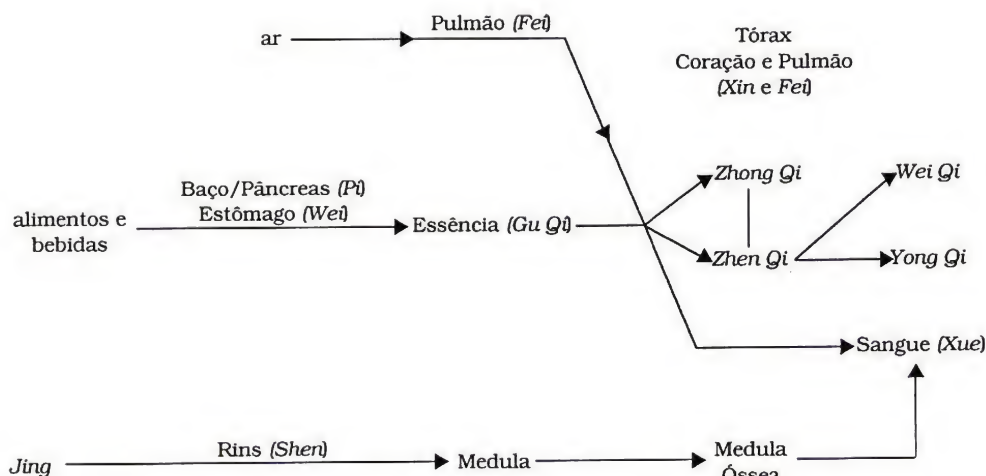 ar
Pulmão (Fei)
Tórax
Coração e Pulmão
(Xin e Fei)
alimentos e
bebidas
Baço/Pâncreas (Pi)
Estômago (Wei)
Essência (Gu Qi)
Zhong Qi
Zhen Qi
Wei Qi
Yong Qi
Sangue (Xue)
Jing
Rins (Shen)
Medula
Medula
Óssea